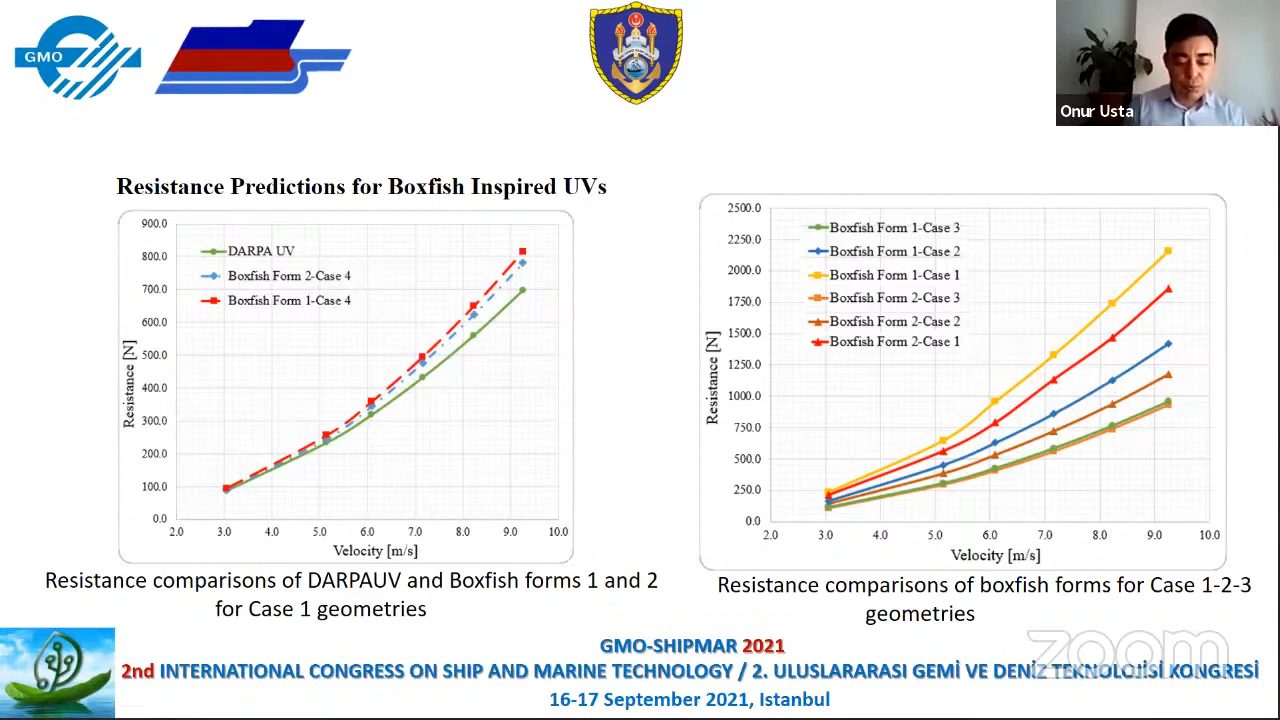 GMO
Onur Usta
Resistance Predictions for Boxfish Inspired UVs
900.0
800.0
700.0
600.0
500.0
400.0
300.0
200.0
100.0
0.0
Resistance [N]
DARPA UV
Boxfish Form 2-Case 4
Boxfish Form 1-Case 4
2.0 3.0 4.0 5.0 6.0 7.0 8.0 9.0 10.0
Velocity [m/s]
Resistance comparisons of DARPAUV and Boxfish forms 1 and 2
for Case 1 geometries
2500.0
2250.0
2000.0
1750.0
1500.0
1250.0
1000.0
750.0
500.0
250.0
0.0
Resistance [N]
Boxfish Form 1-Case 3
Boxfish Form 1-Case 2
Boxfish Form 1-Case 1
Boxfish Form 2-Case 3
Boxfish Form 2-Case 2
Boxfish Form 2-Case 1
2.0 3.0 4.0 5.0 6.0 7.0 8.0 9.0 10.0
Velocity [m/s]
Resistance comparisons of boxfish forms for Case 1-2-3
geometries
GMO-SHIPMAR 2021
2nd INTERNATIONAL CONGRESS ON SHIP AND MARINE TECHNOLOGY / 2. ULUSLARARASI GEMİ VE DENİZ TEKNOLOJİSİ KONGRESİ
16-17 September 2021, Istanbul
zoom